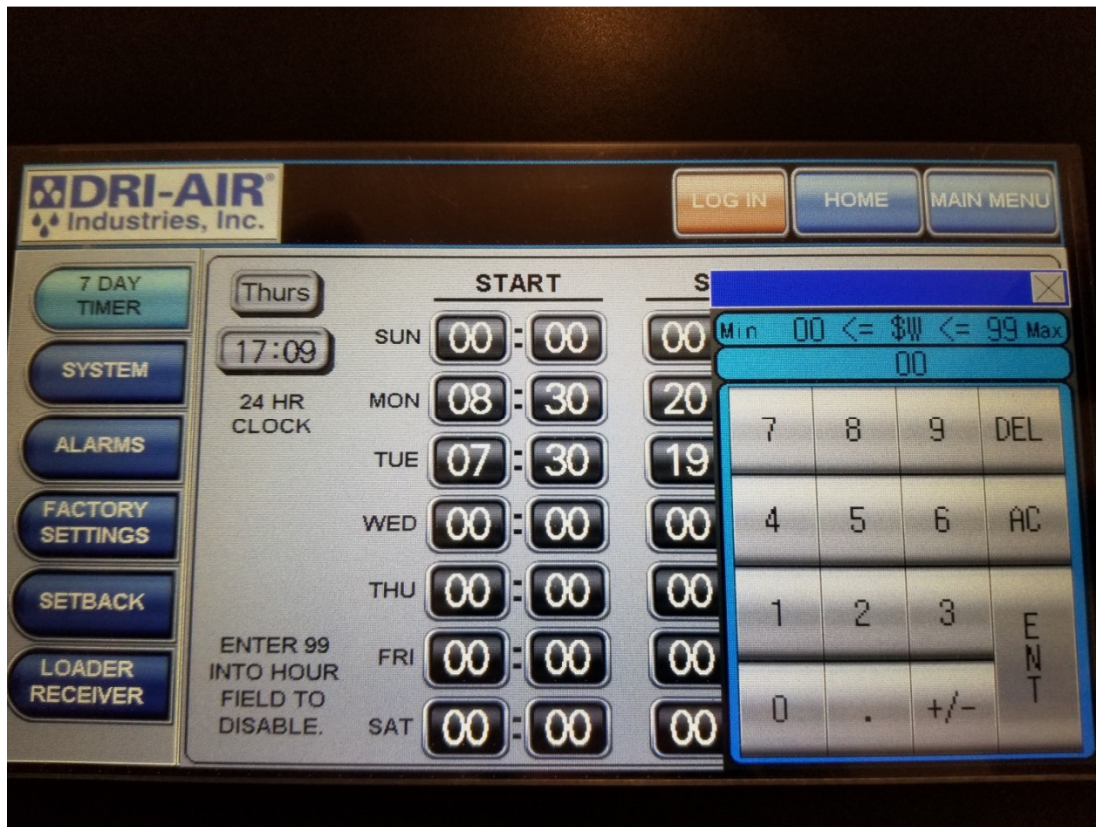 DRI-AIR®
Industries, Inc.
LOG IN
HOME
MAIN MENU
7 DAY
TIMER
SYSTEM
ALARMS
FACTORY
SETTINGS
SETBACK
LOADER
RECEIVER
Thurs
17:09
24 HR
CLOCK
ENTER 99
INTO HOUR
FIELD TO
DISABLE.
START S
SUN 00 : 00 00
MON 08 : 30 20
TUE 07 : 30 19
WED 00 : 00 00
THU 00 : 00 00
FRI 00 : 00 00
SAT 00 : 00 00
Min 00 <= $W <= 99 Max
00
7 8 9 DEL
4 5 6 AC
1 2 3 ENT
0 . +/-